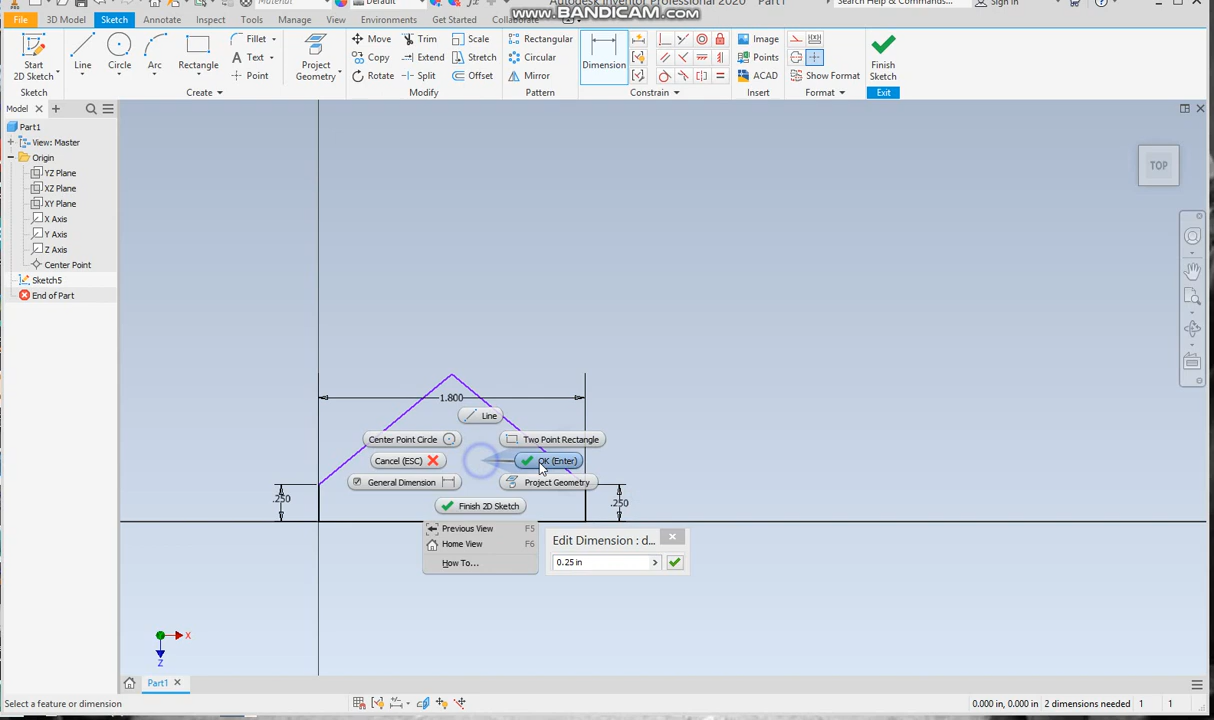 www.BANDICAM.com
Material
Default
Autodesk Inventor Professional 2020 Part1
Search Help & Commands...
Sign In
File 3D Model Sketch Annotate Inspect Tools Manage View Environments Get Started Collaborate
Start
2D Sketch
Sketch
Line
Circle
Arc
Rectangle
Fillet
Text
Point
Create
Project
Geometry
Move
Copy
Rotate
Trim
Extend
Split
Scale
Stretch
Offset
Modify
Rectangular
Circular
Mirror
Pattern
Dimension
Constrain
Image
Points
ACAD
Insert
Show Format
Format
Finish
Sketch
Exit
Model
Part1
View: Master
Origin
YZ Plane
XZ Plane
XY Plane
X Axis
Y Axis
Z Axis
Center Point
Sketch5
End of Part
TOP
1.800
.250
.250
Line
Center Point Circle
Two Point Rectangle
Cancel (ESC)
OK (Enter)
General Dimension
Project Geometry
Finish 2D Sketch
Previous View F5
Home View F6
How To...
Edit Dimension : d...
0.25 in
X
Z
Part1
Select a feature or dimension
0.000 in, 0.000 in 2 dimensions needed 1 1